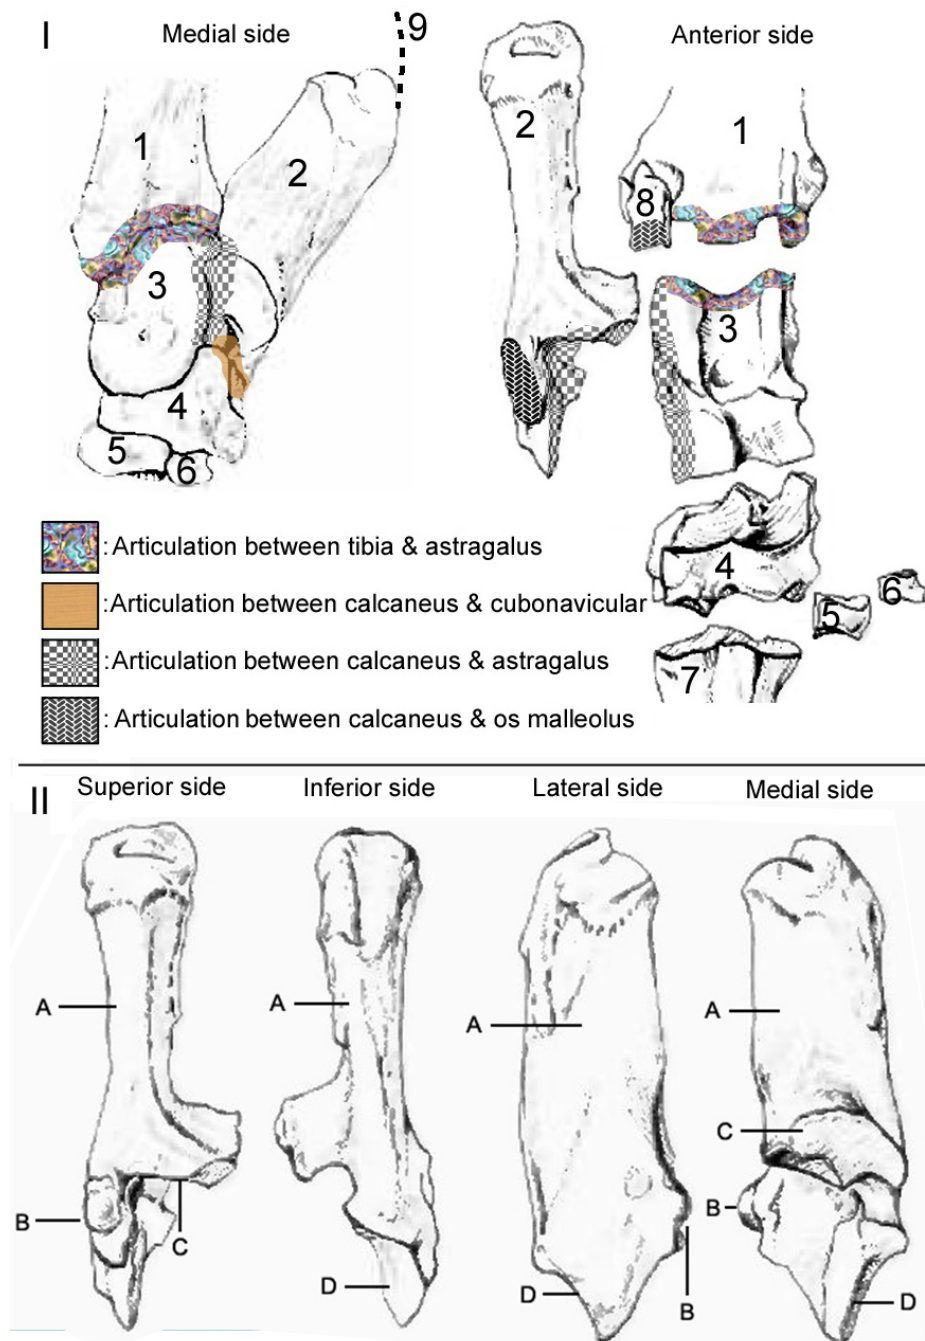 I
Medial side
9
Anterior side
1
2
2
1
8
3
3
4
5
6
4
5
6
7
: Articulation between tibia & astragalus
: Articulation between calcaneus & cubonavicular
: Articulation between calcaneus & astragalus
: Articulation between calcaneus & os malleolus
II
Superior side
Inferior side
Lateral side
Medial side
A
A
A
A
B
C
D
D
B
C
B
D